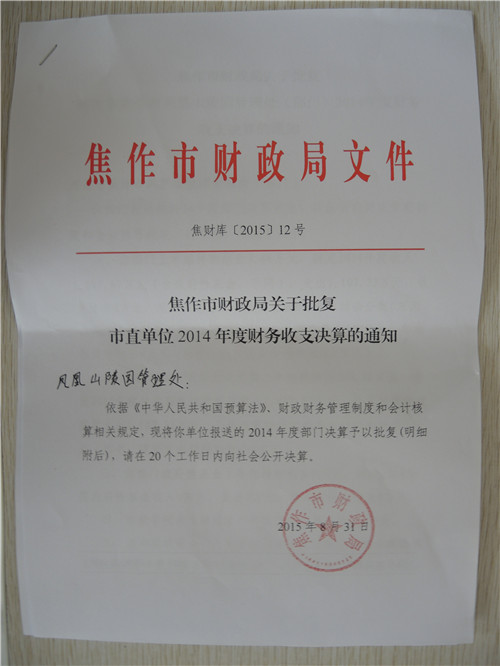 焦作市财政局文件
焦财库〔2015〕12号
焦作市财政局关于批复
市直单位2014年度财务收支决算的通知
凤凰山陵园管理处：
依据《中华人民共和国预算法》、财政财务管理制度和会计核
算相关规定，现将你单位报送的2014年度部门决算予以批复(明细
附后)，请在20个工作日内向社会公开决算。
2015年8月31日
焦作市财政局